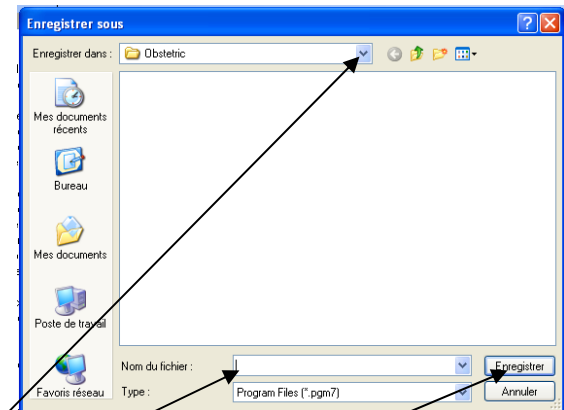 Enregistrer sous
Enregistrer dans :
Obstetric
Mes documents
récents
Bureau
Mes documents
Poste de travail
Favoris réseau
Nom du fichier :
Enregistrer
Type :
Program Files (*.pgm7)
Annuler